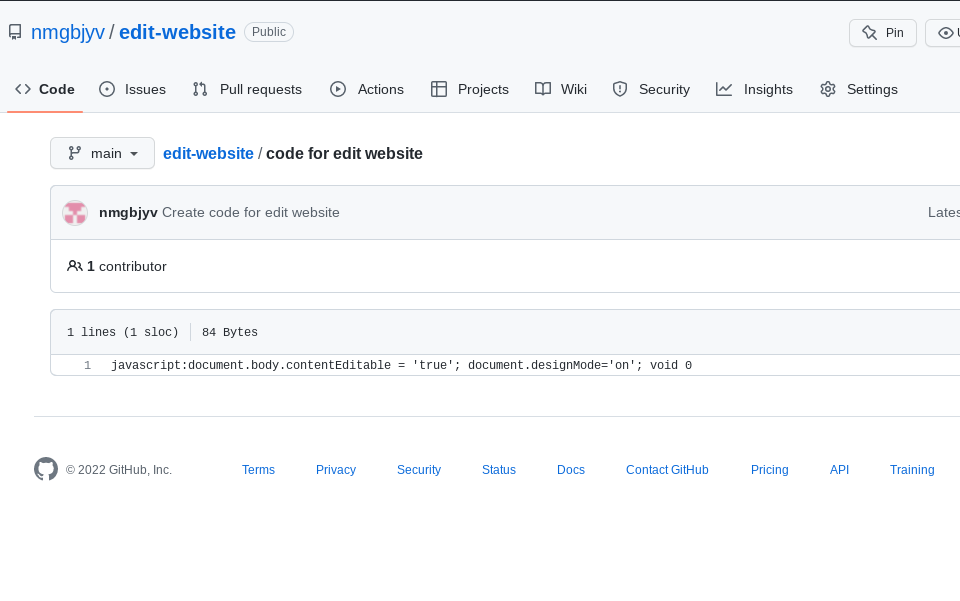 nmgbjyv / edit-website Public Pin
Code Issues Pull requests Actions Projects Wiki Security Insights Settings
main edit-website / code for edit website
nmgbjyv Create code for edit website
1 contributor
1 lines (1 sloc) 84 Bytes
1 javascript:document.body.contentEditable = 'true'; document.designMode='on'; void 0
© 2022 GitHub, Inc. Terms Privacy Security Status Docs Contact GitHub Pricing API Training